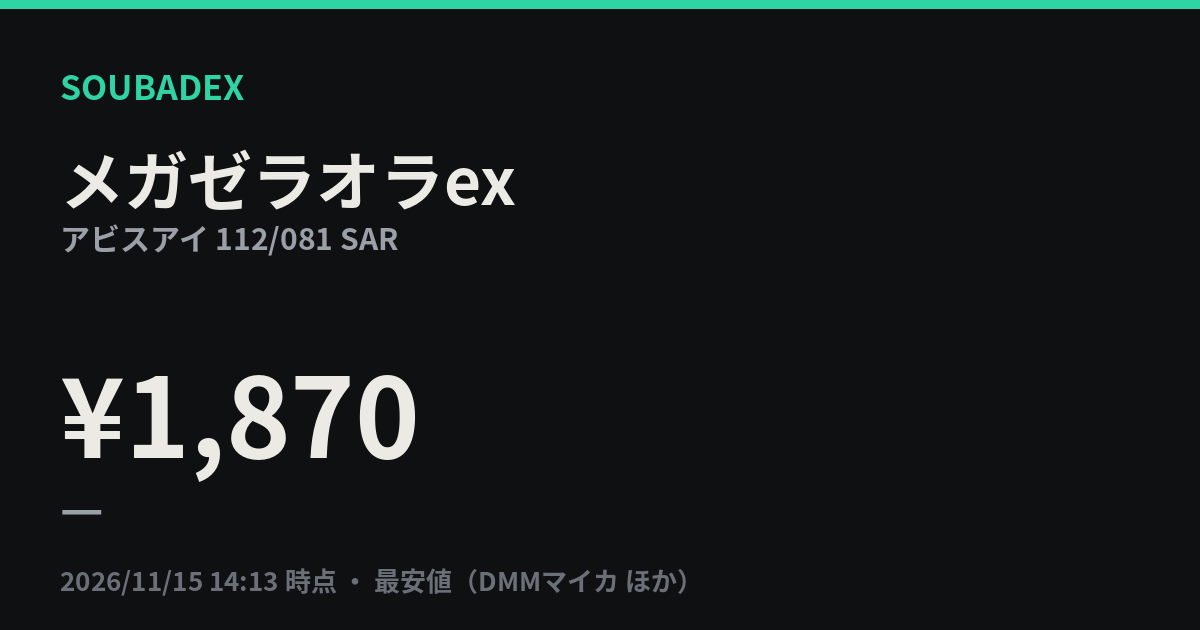 SOUBADEX
メガゼラオラex
アビスアイ 112/081 SAR
¥1,870
—
2026/11/15 14:13 時点 ・ 最安値（DMMマイカ ほか）